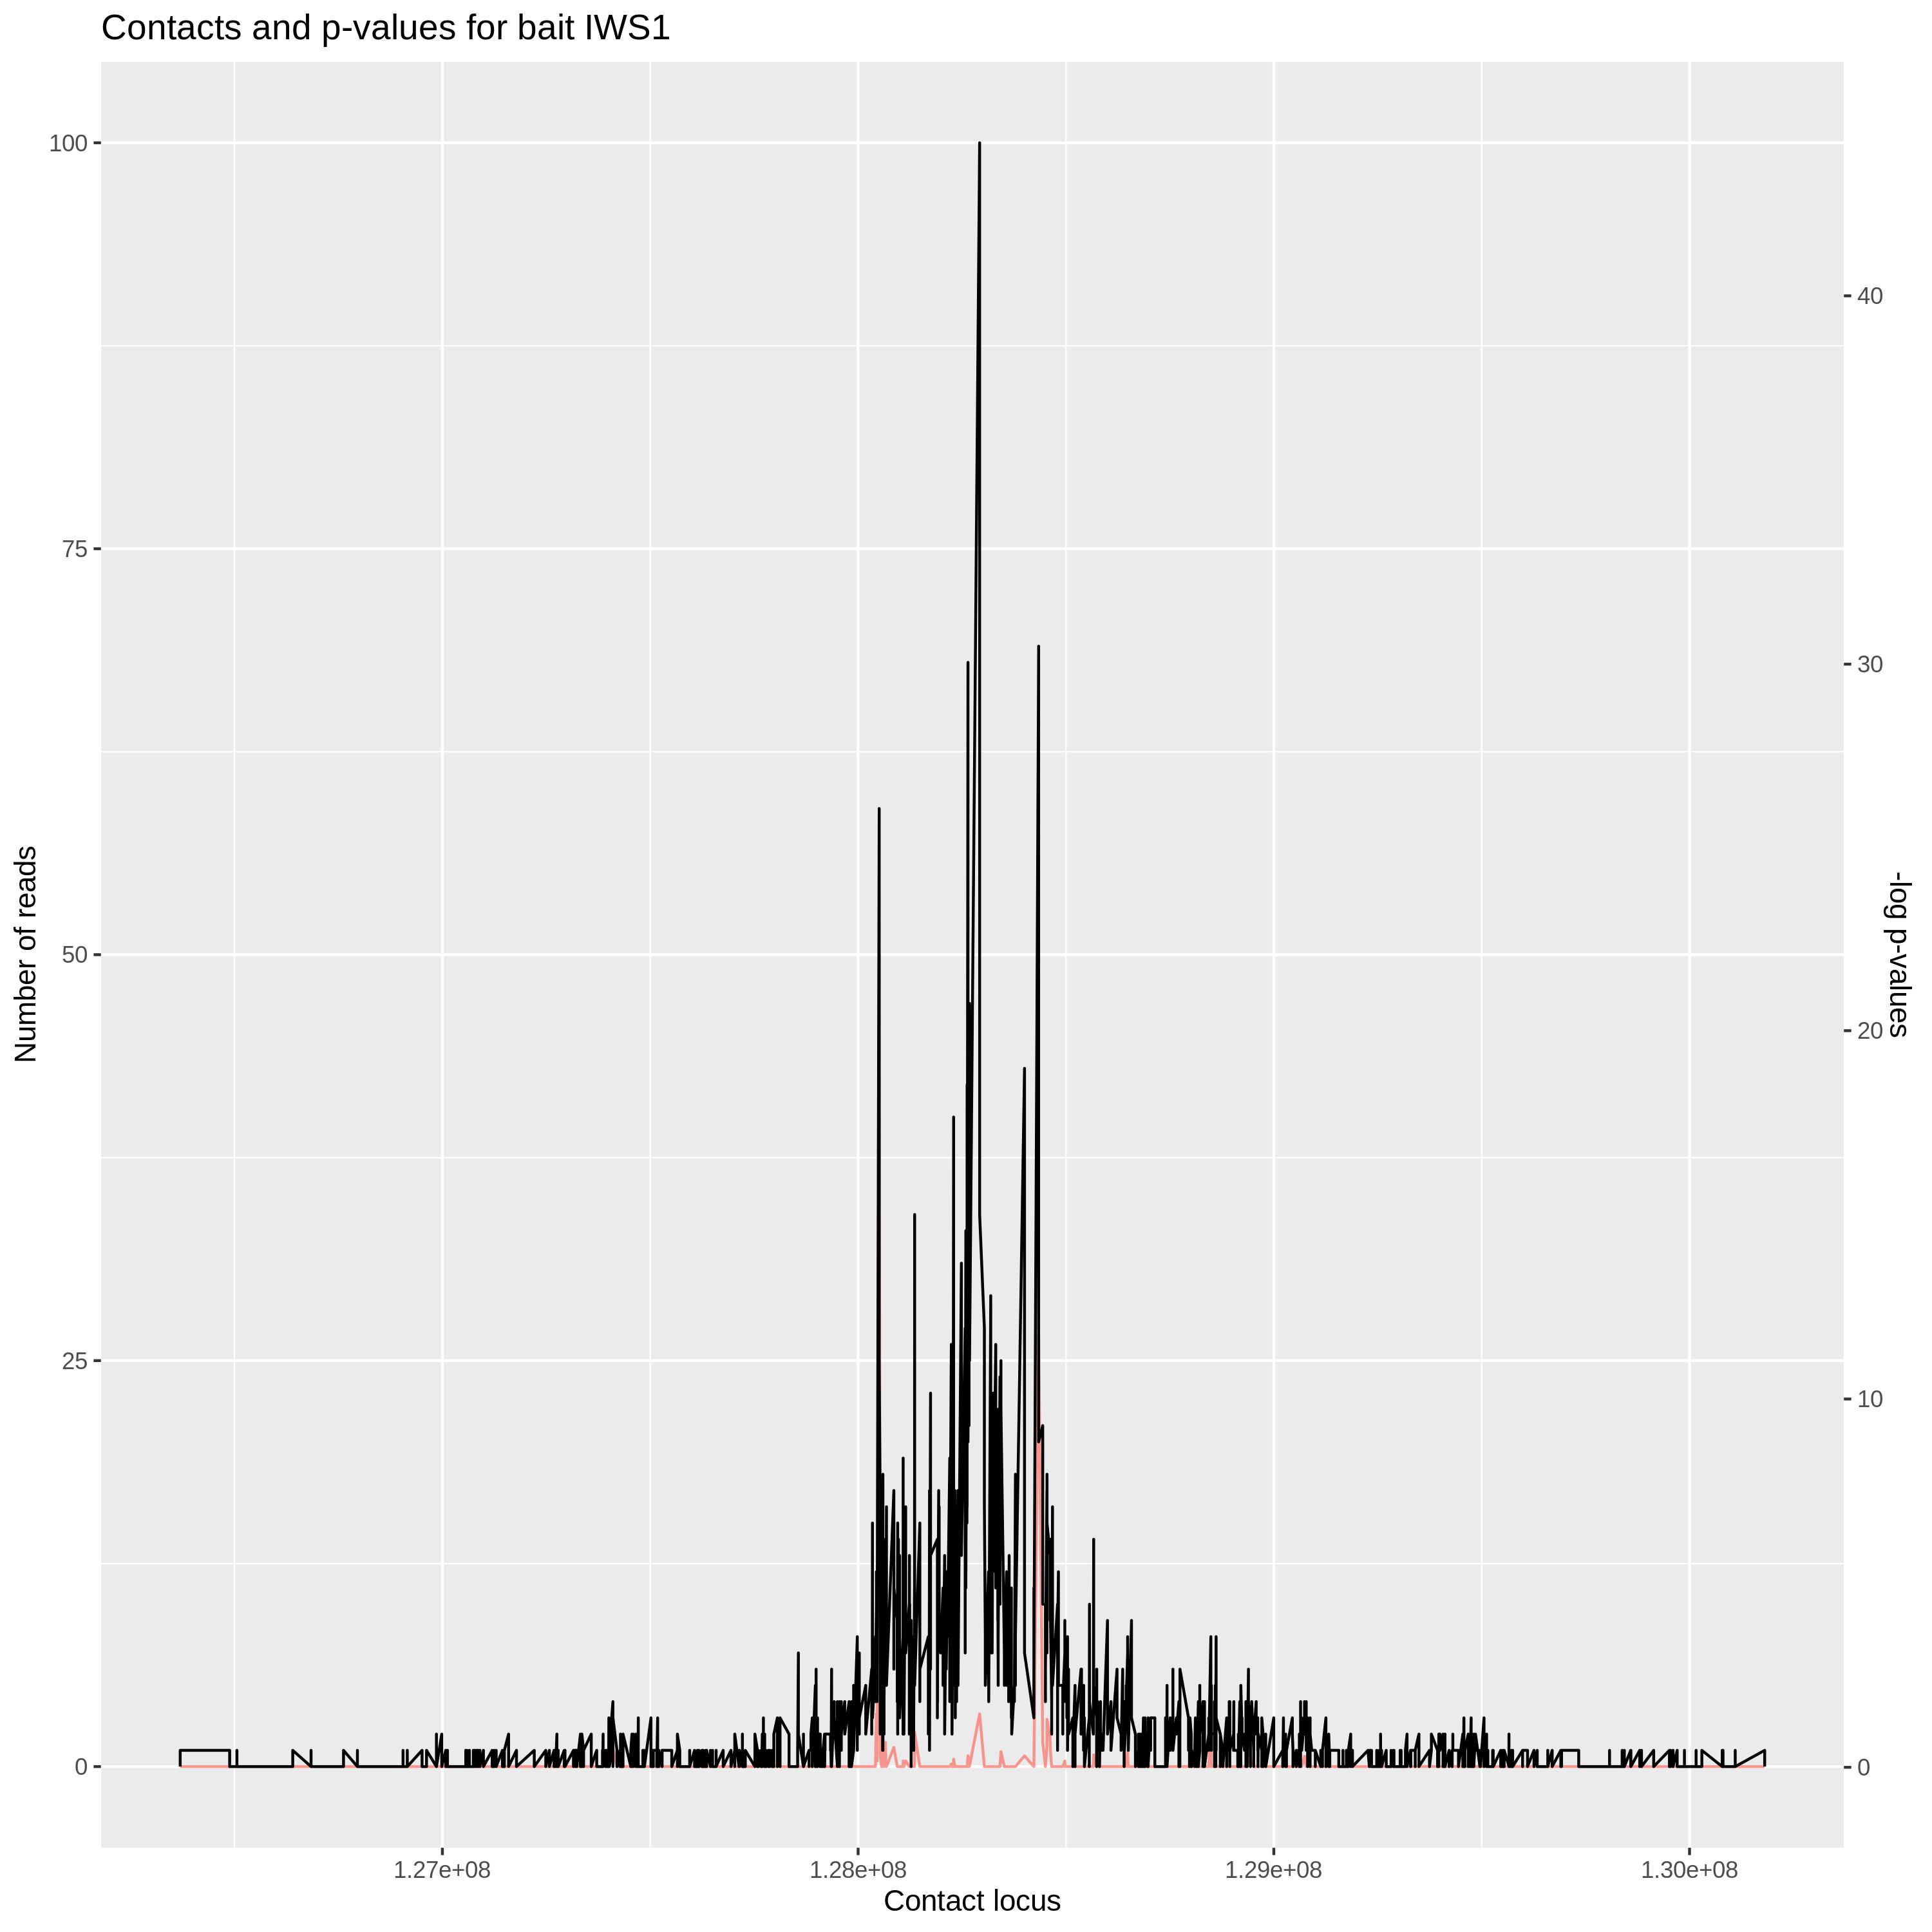 Contacts and p-values for bait IWS1
Number of reads
100
75
50
25
0
40
30
20
10
0
-log p-values
1.27e+08
1.28e+08
1.29e+08
1.30e+08
Contact locus